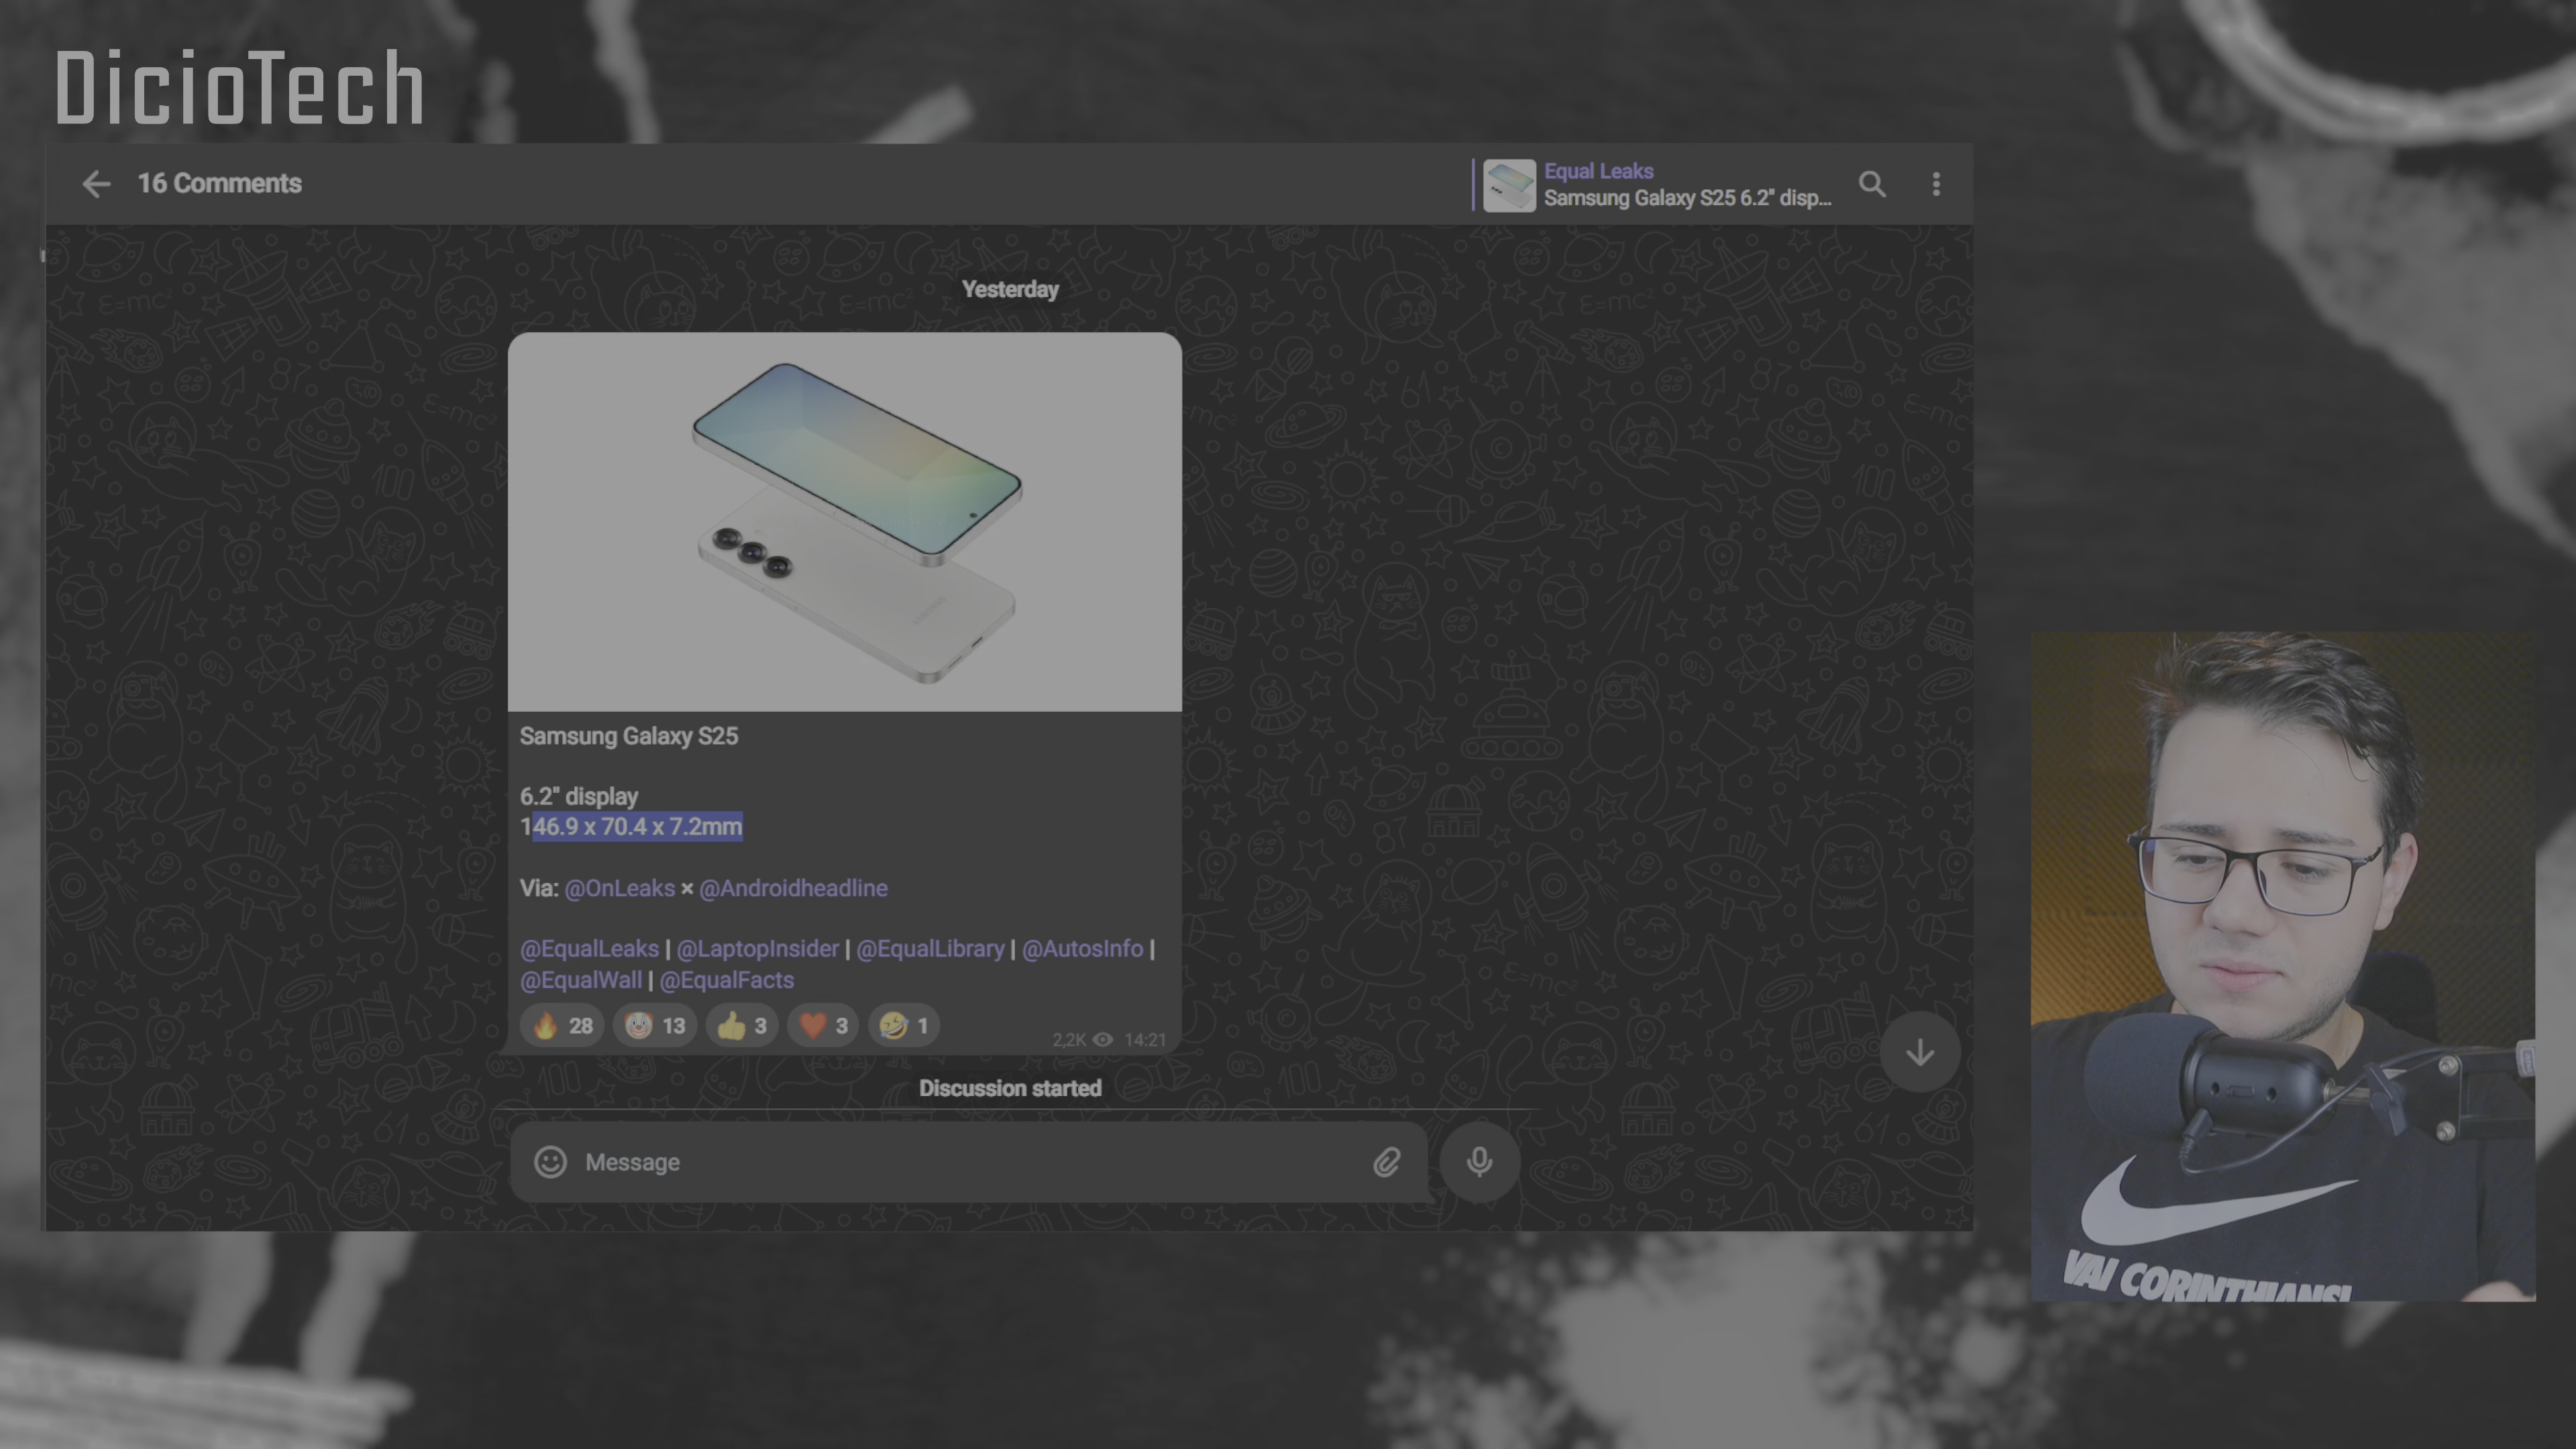 DicioTech
16 Comments
Equal Leaks
Samsung Galaxy S25 6.2" disp...
Yesterday
SAMSUNG
Samsung Galaxy S25
6.2" display
146.9 x 70.4 x 7.2mm
Via: @OnLeaks × @Androidheadline
@EqualLeaks | @LaptopInsider | @EqualLibrary | @AutosInfo |
@EqualWall | @EqualFacts
28 13 3 3 1
2,2K 14:21
Discussion started
Message
VAI CORINTHIANS!